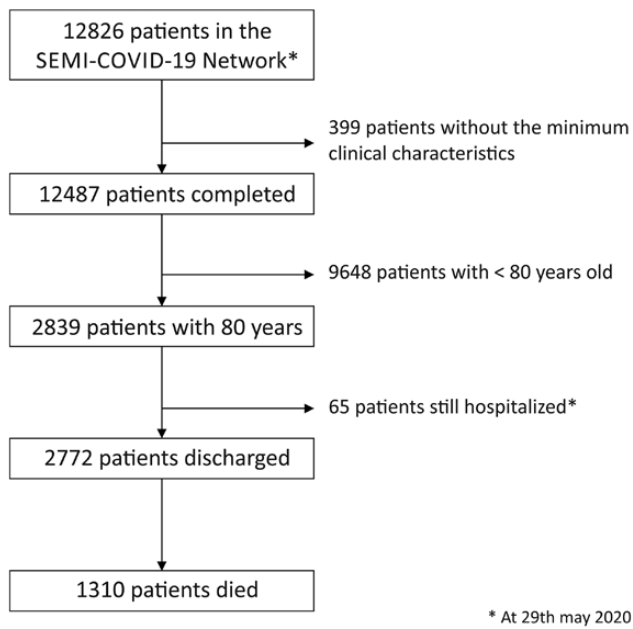 12826 patients in the
SEMI-COVID-19 Network*
399 patients without the minimum
clinical characteristics
12487 patients completed
9648 patients with < 80 years old
2839 patients with 80 years
65 patients still hospitalized*
2772 patients discharged
1310 patients died
* At 29th may 2020